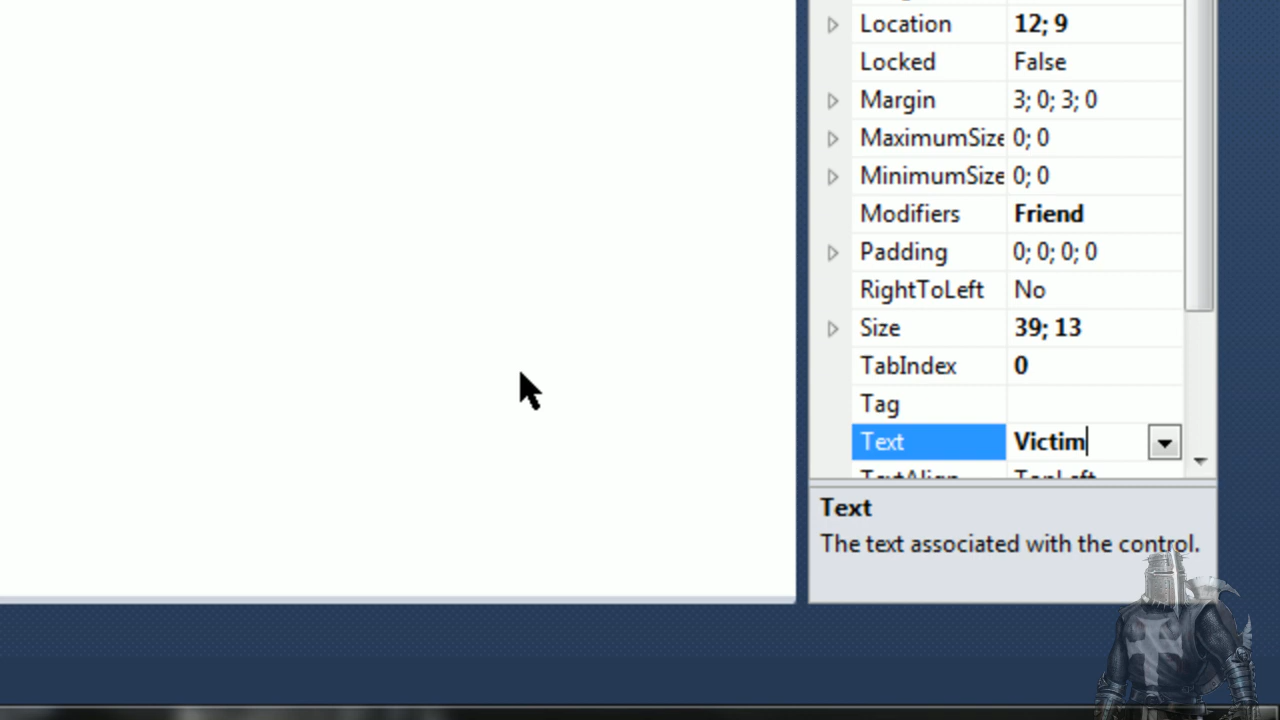 Location 12; 9
Locked False
Margin 3; 0; 3; 0
MaximumSize 0; 0
MinimumSize 0; 0
Modifiers Friend
Padding 0; 0; 0; 0
RightToLeft No
Size 39; 13
TabIndex 0
Tag
Text Victim
TextAlign TopLeft
Text
The text associated with the control.